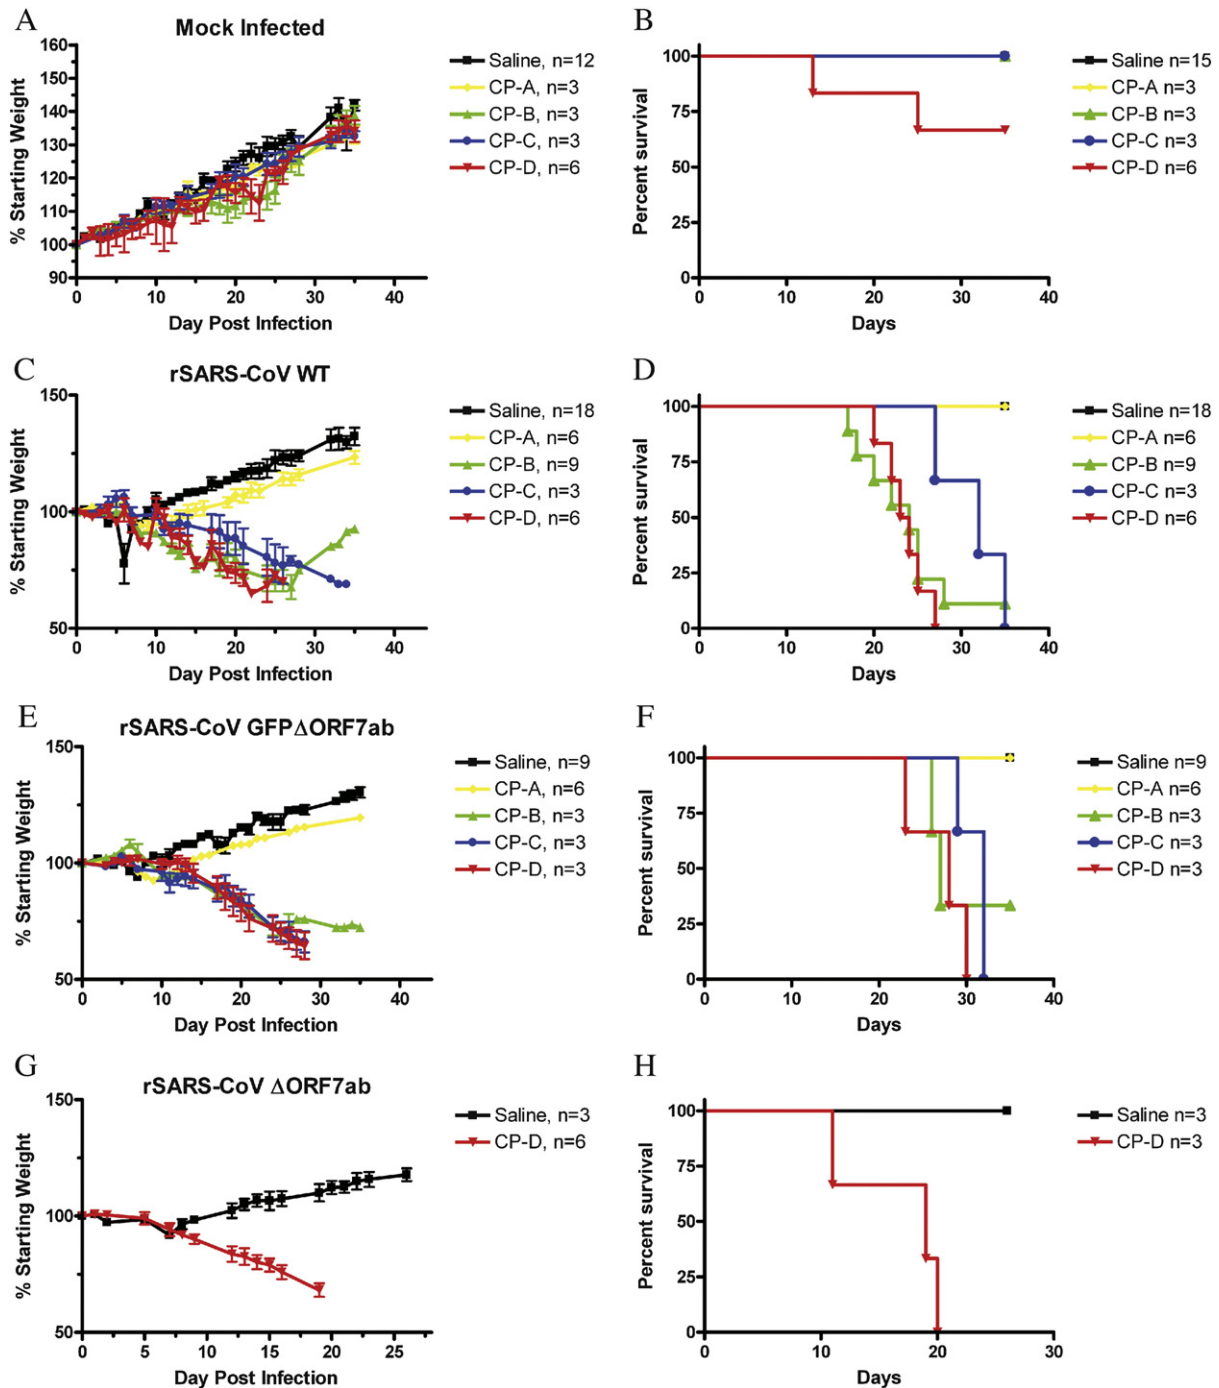 A
Mock Infected
% Starting Weight
160
150
140
130
120
110
100
90
0
10
20
30
40
Day Post Infection
Saline, n=12
CP-A, n=3
CP-B, n=3
CP-C, n=3
CP-D, n=6
B
Percent survival
100
75
50
25
0
0
10
20
30
40
Days
Saline n=15
CP-A n=3
CP-B n=3
CP-C n=3
CP-D n=6
C
rSARS-CoV WT
% Starting Weight
150
100
50
0
10
20
30
40
Day Post Infection
Saline, n=18
CP-A, n=6
CP-B, n=9
CP-C, n=3
CP-D, n=6
D
Percent survival
100
75
50
25
0
0
10
20
30
40
Days
Saline n=18
CP-A n=6
CP-B n=9
CP-C n=3
CP-D n=6
E
rSARS-CoV GFPΔORF7ab
% Starting Weight
150
100
50
0
10
20
30
40
Day Post Infection
Saline, n=9
CP-A, n=6
CP-B, n=3
CP-C, n=3
CP-D, n=3
F
Percent survival
100
75
50
25
0
0
10
20
30
40
Days
Saline n=9
CP-A n=6
CP-B n=3
CP-C n=3
CP-D n=3
G
rSARS-CoV ΔORF7ab
% Starting Weight
150
100
50
0
5
10
15
20
25
Day Post Infection
Saline, n=3
CP-D, n=6
H
Percent survival
100
75
50
25
0
0
10
20
30
Days
Saline n=3
CP-D n=3